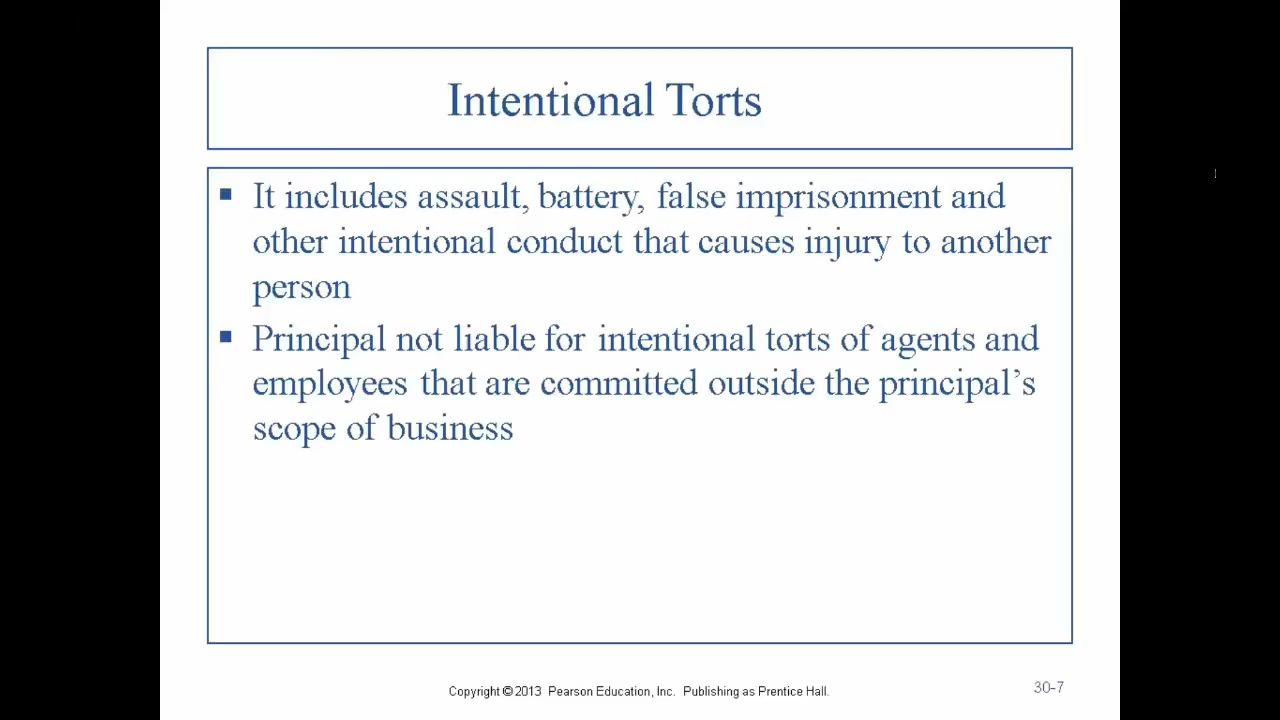 Intentional Torts
▪ It includes assault, battery, false imprisonment and
other intentional conduct that causes injury to another
person
▪ Principal not liable for intentional torts of agents and
employees that are committed outside the principal’s
scope of business
Copyright © 2013 Pearson Education, Inc. Publishing as Prentice Hall.
30-7